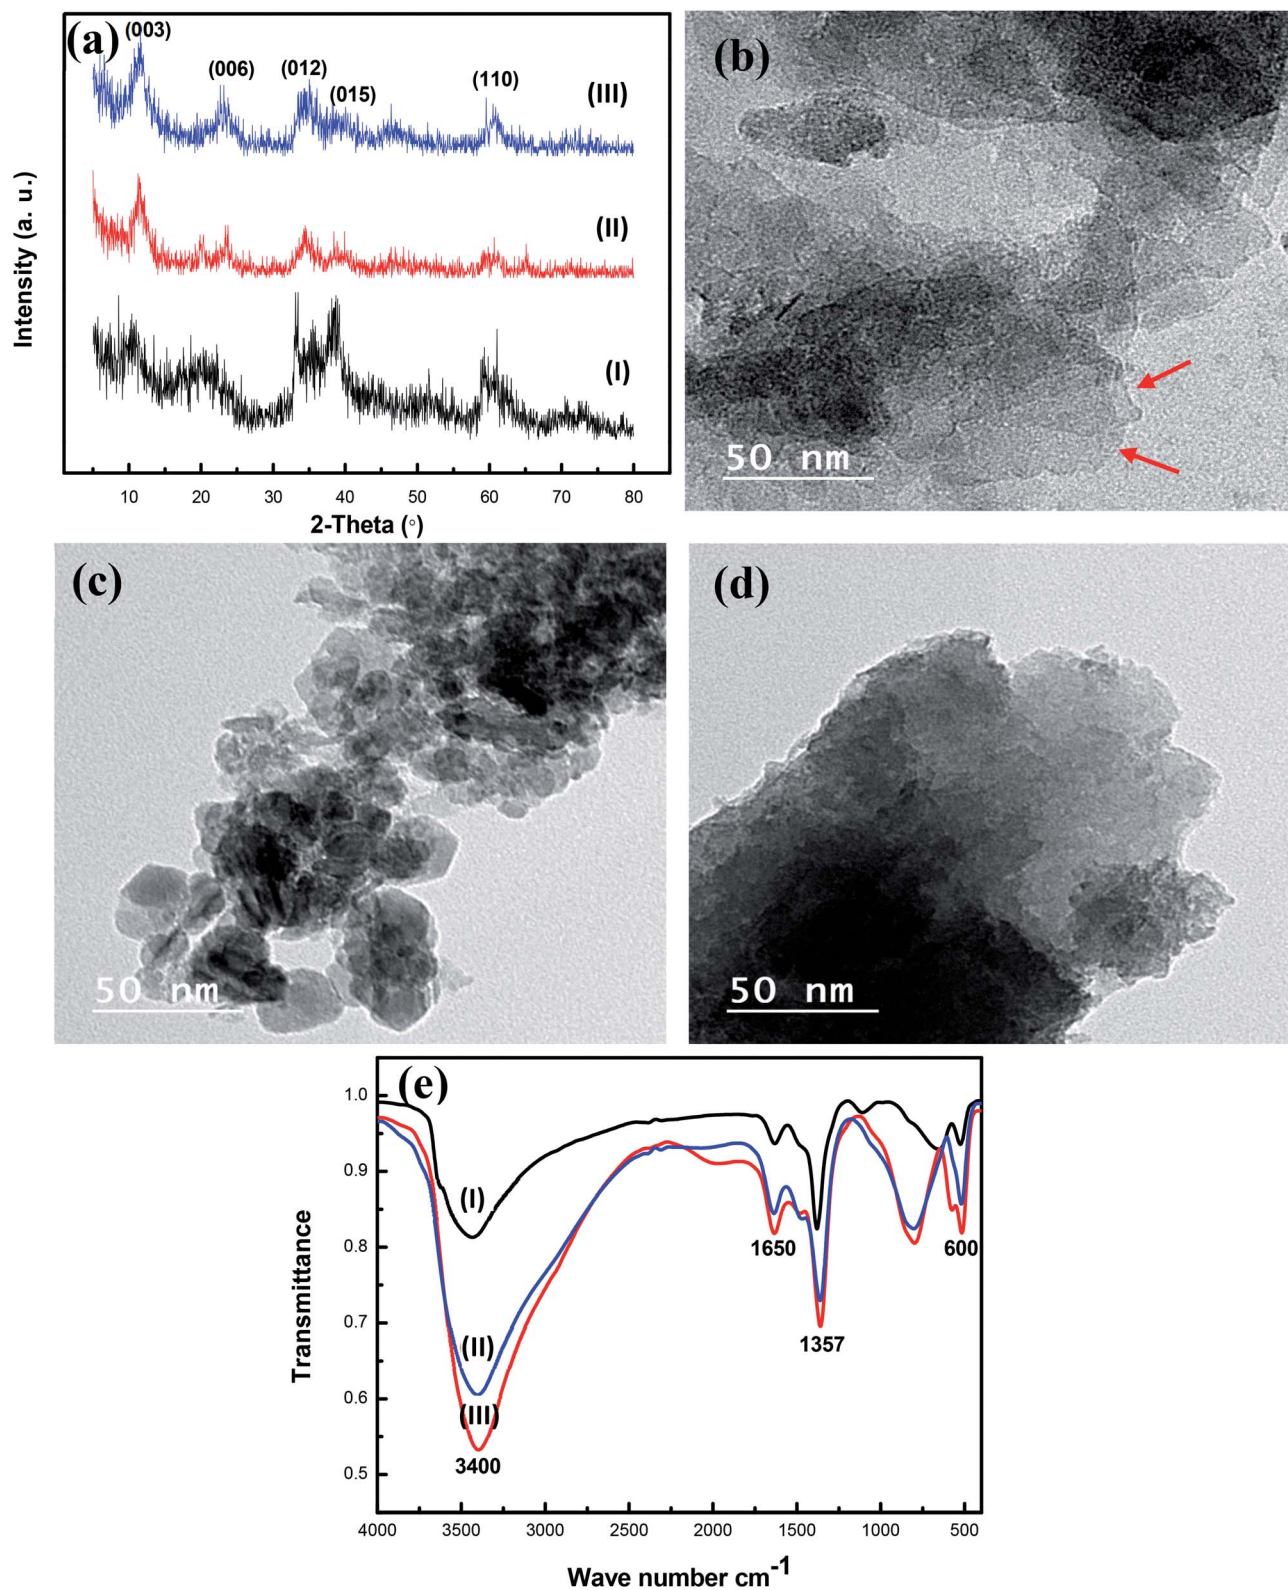 (a)
(003)
(006)
(012)
(015)
(110)
(III)
(II)
(I)
Intensity (a. u.)
10 20 30 40 50 60 70 80
2-Theta (°)
(b)
50 nm
(c)
50 nm
(d)
50 nm
(e)
1.0
0.9
0.8
0.7
0.6
0.5
Transmittance
(I)
(II)
(III)
3400
1650
1357
600
4000 3500 3000 2500 2000 1500 1000 500
Wave number cm-1